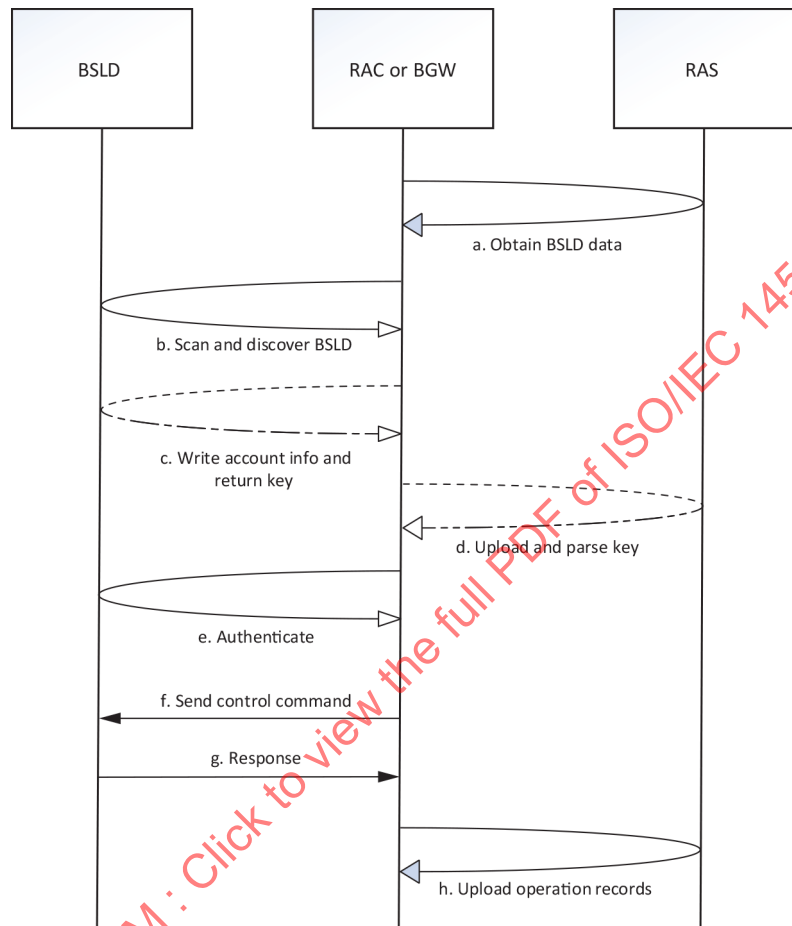 BSLD
RAC or BGW
RAS
a. Obtain BSLD data
b. Scan and discover BSLD
c. Write account info and
return key
d. Upload and parse key
e. Authenticate
f. Send control command
g. Response
h. Upload operation records
M : Click to view the full PDF of ISO/IEC 145